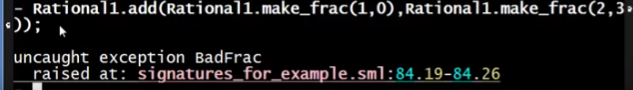 - Rational1.add(Rational1.make_frac(1,0),Rational1.make_frac(2,3
));
uncaught exception BadFrac
raised at: signatures_for_example.sml:84.19-84.26